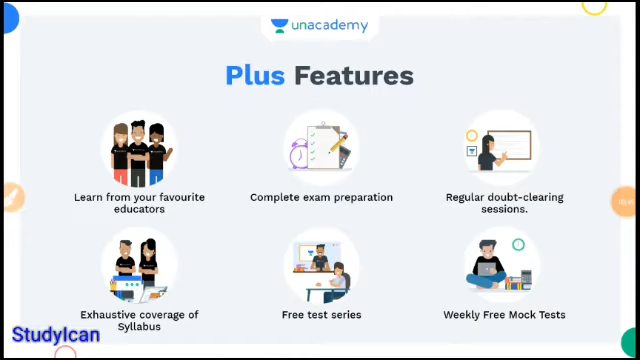 unacademy
Plus Features
Learn from your favourite
educators
Complete exam preparation
Regular doubt-clearing
sessions.
Exhaustive coverage of
Syllabus
Free test series
Weekly Free Mock Tests
StudyIcan